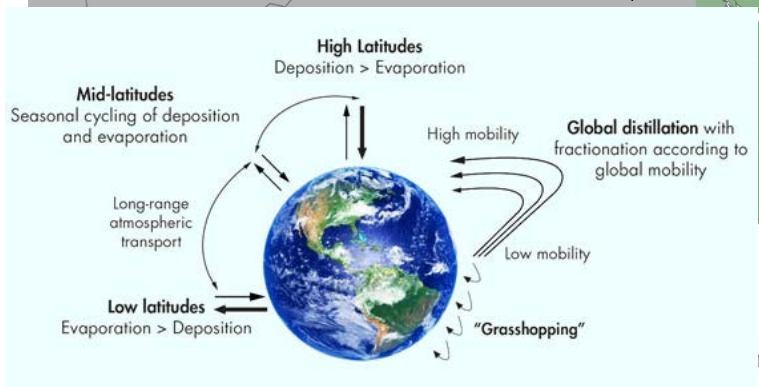 High Latitudes
Deposition > Evaporation
Mid-latitudes
Seasonal cycling of deposition
and evaporation
High mobility
Global distillation with
fractionation according to
global mobility
Long-range
atmospheric
transport
Low mobility
Low latitudes
Evaporation > Deposition
"Grasshopping"